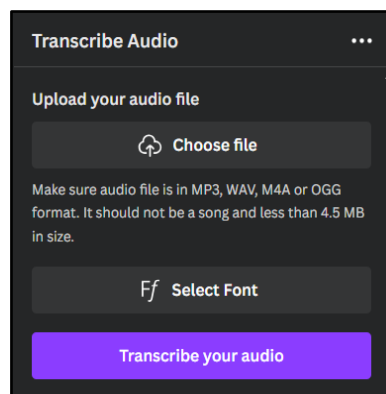 Transcribe Audio
Upload your audio file
Choose file
Make sure audio file is in MP3, WAV, M4A or OGG
format. It should not be a song and less than 4.5 MB
in size.
Ff Select Font
Transcribe your audio